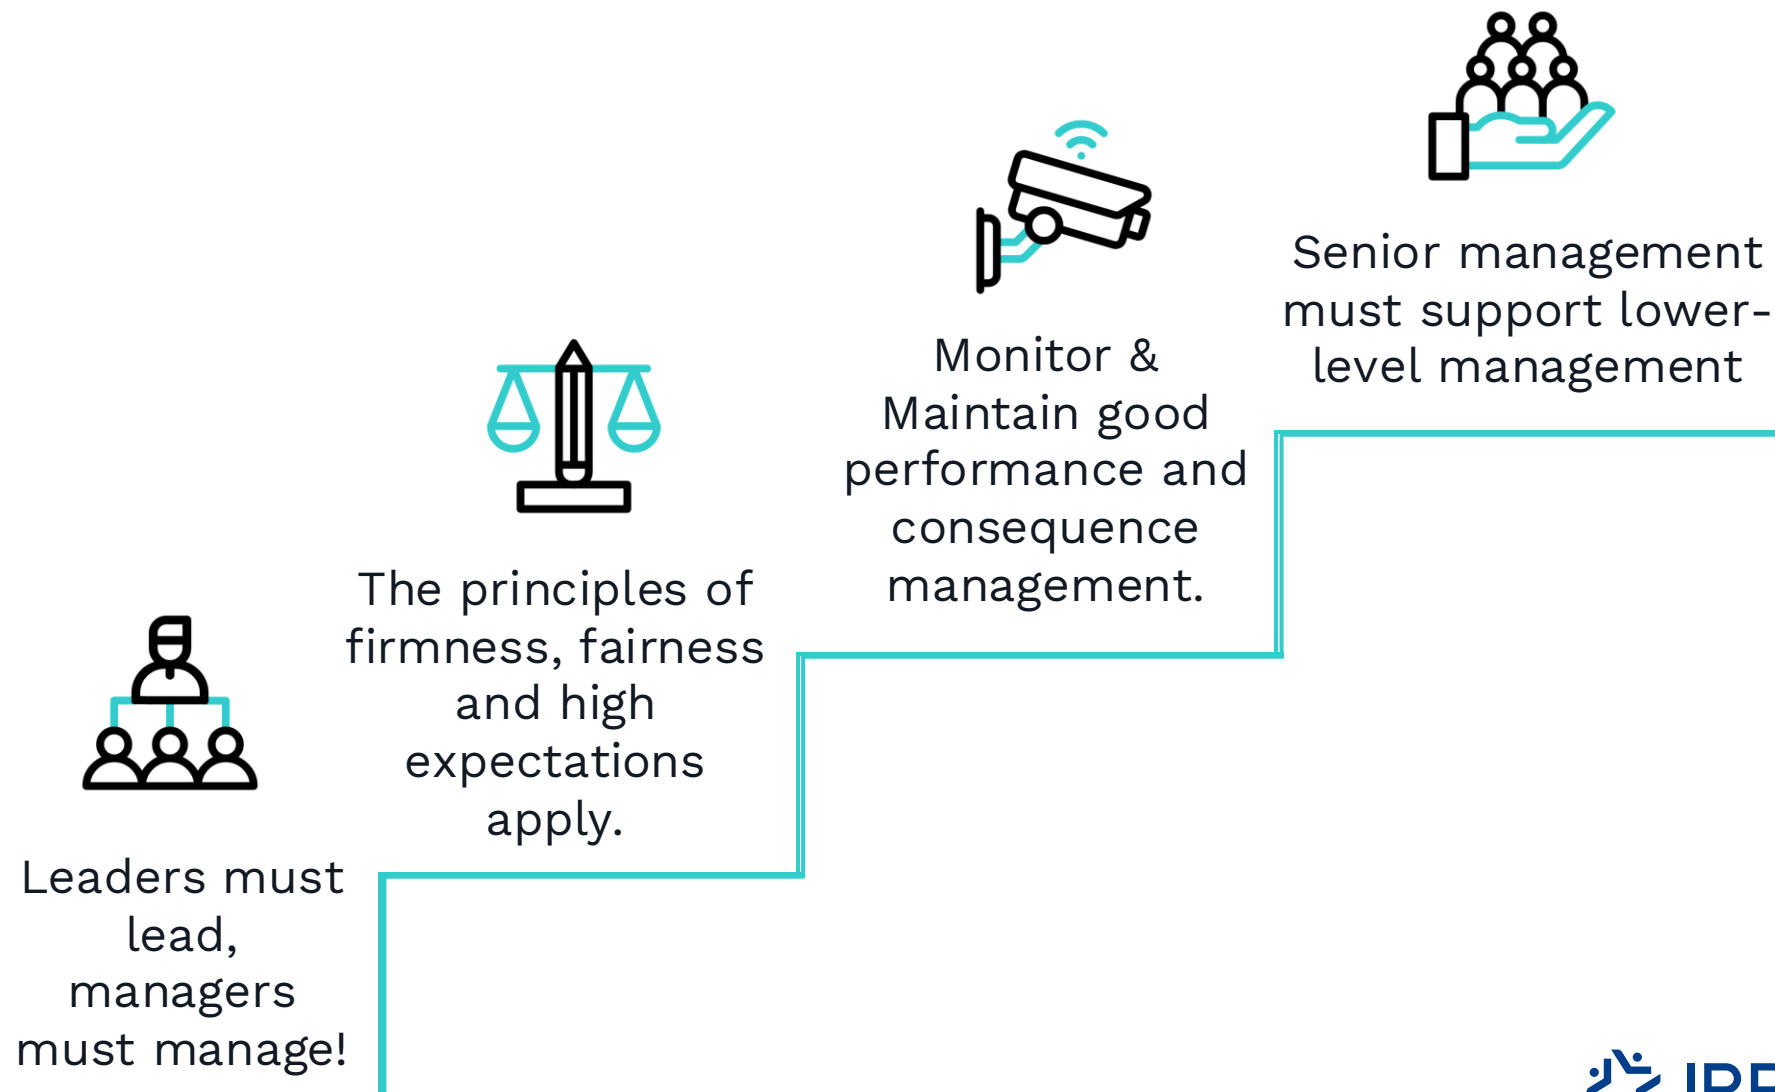 Leaders must
lead,
managers
must manage!
The principles of
firmness, fairness
and high
expectations
apply.
Monitor &
Maintain good
performance and
consequence
management.
Senior management
must support lower-
level management